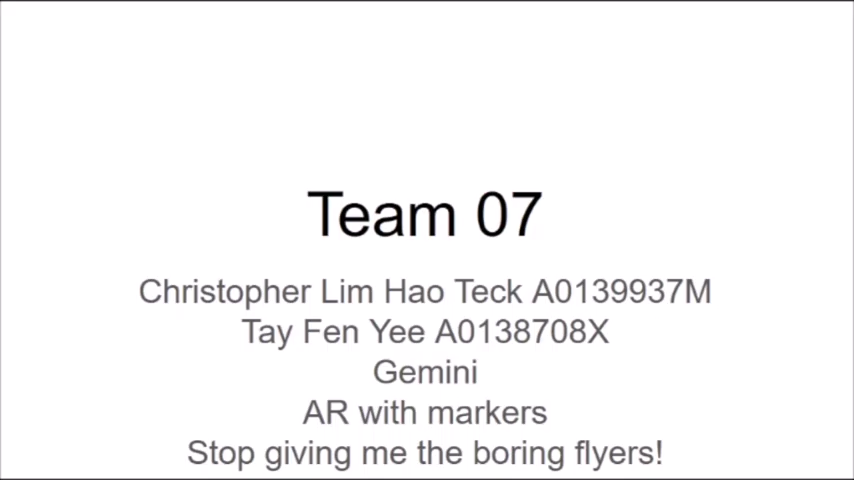 Team 07
Christopher Lim Hao Teck A0139937M
Tay Fen Yee A0138708X
Gemini
AR with markers
Stop giving me the boring flyers!